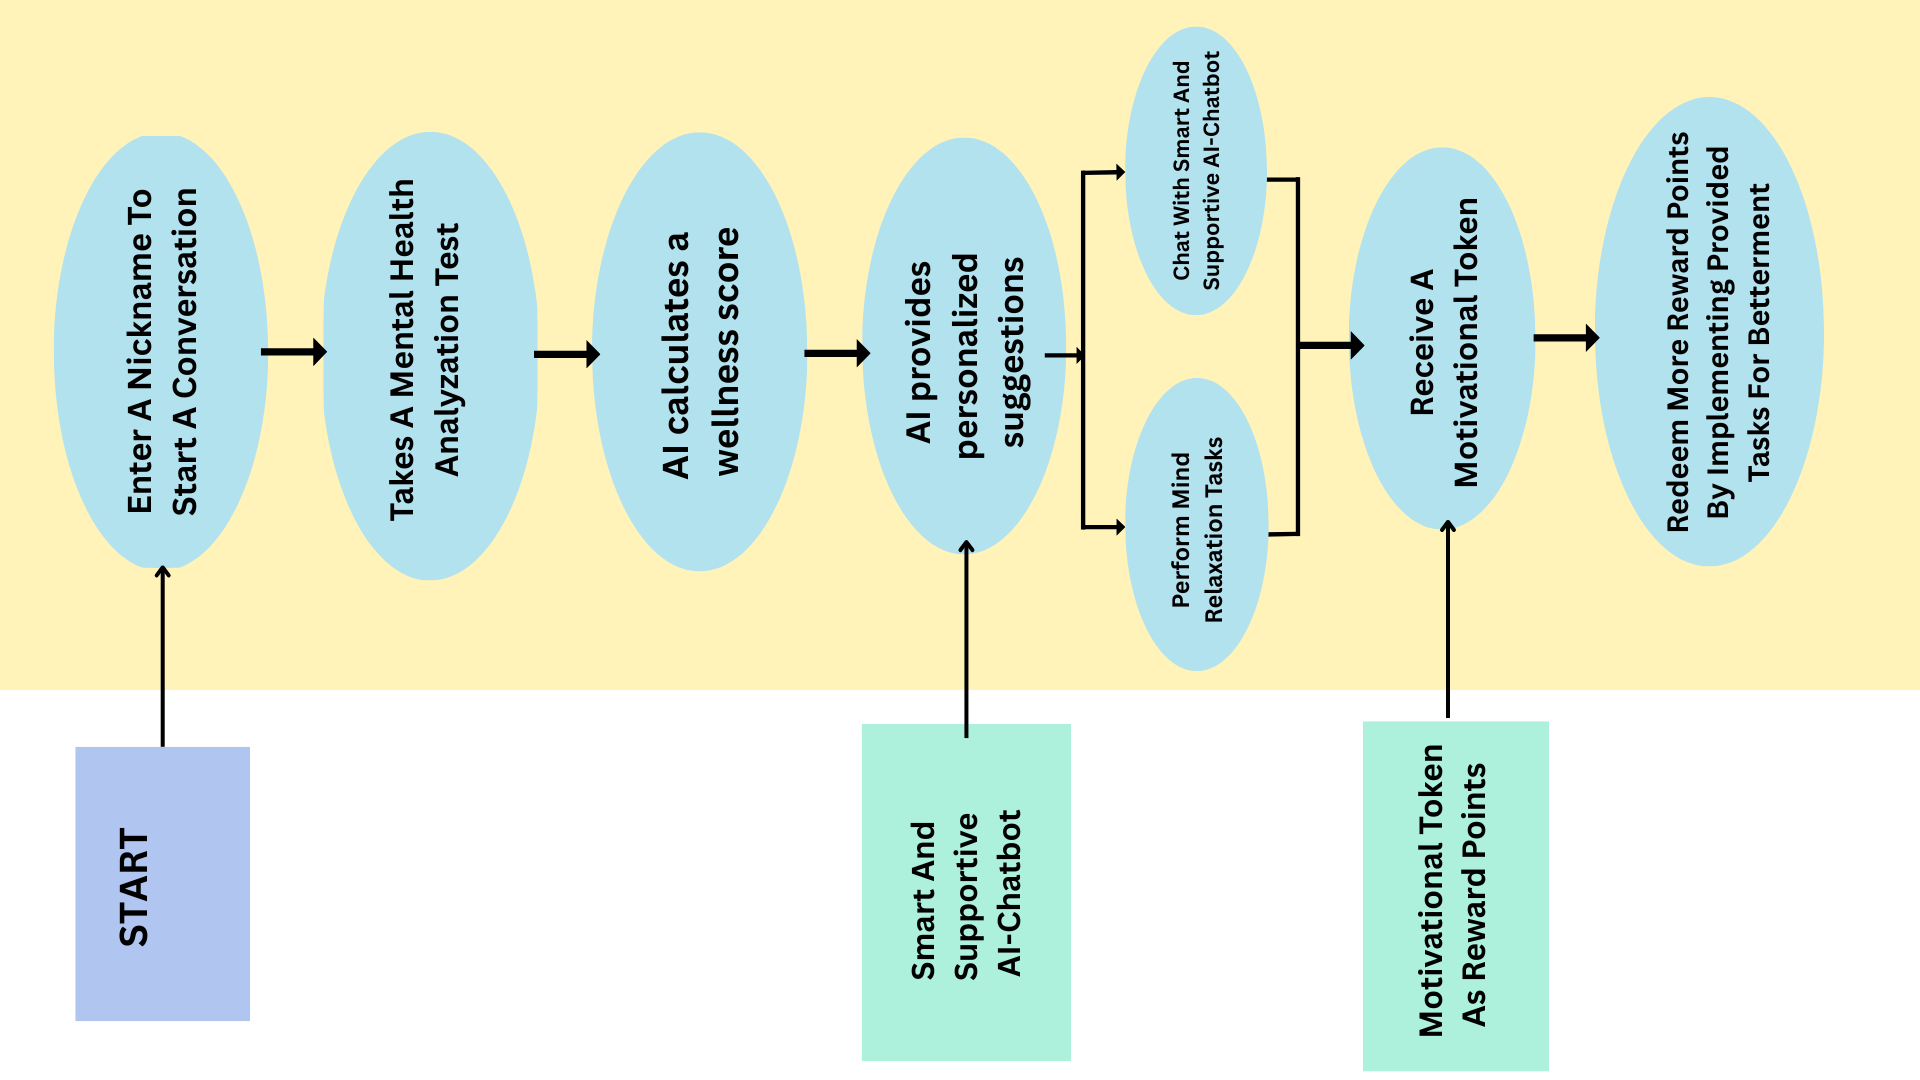 Enter A Nickname To
Start A Conversation
Takes A Mental Health
Analyzation Test
AI calculates a
wellness score
AI provides
personalized
suggestions
Chat With Smart And
Supportive AI-Chatbot
Perform Mind
Relaxation Tasks
Receive A
Motivational Token
Redeem More Reward Points
By Implementing Provided
Tasks For Betterment
START
Smart And
Supportive
AI-Chatbot
Motivational Token
As Reward Points